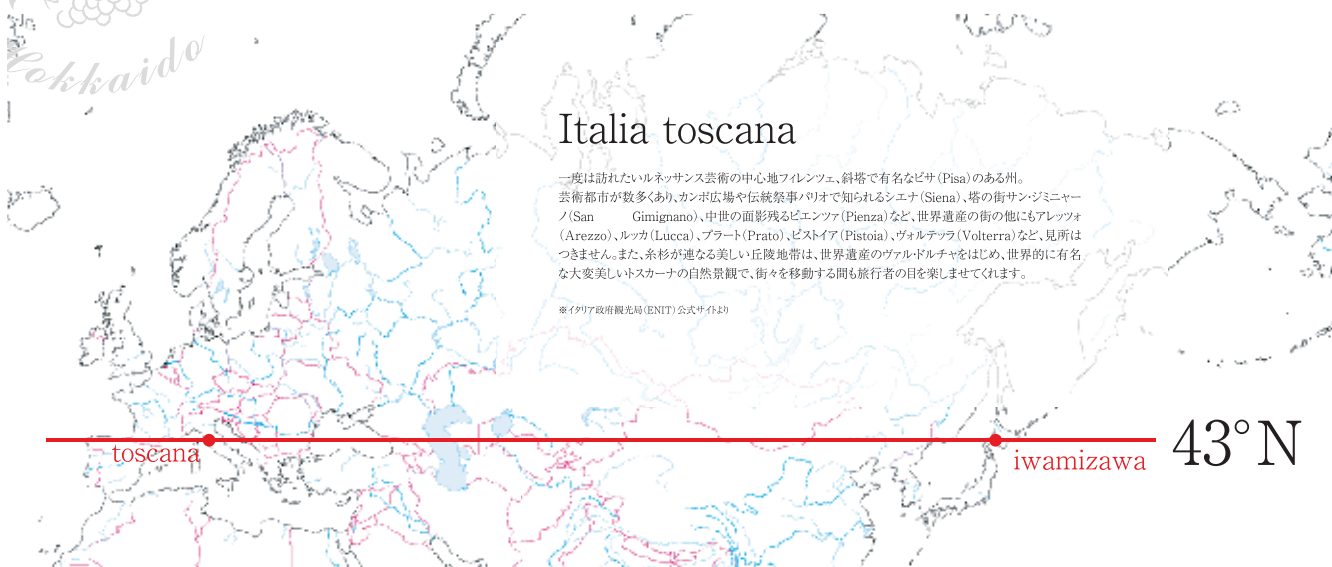 Hokkaido
Italia toscana
一度は訪れたいルネッサンス芸術の中心地フィレンツェ、斜塔で有名なピサ（Pisa）のある州。
芸術都市が数多くあり、カンポ広場や伝統祭事パリオで知られるシエナ（Siena）、塔の街サン・ジミニャー
ノ（San Gimignano）、中世の面影残るピエンツァ（Pienza）など、世界遺産の街の他にもアレッツォ
（Arezzo）、ルッカ（Lucca）、プラート（Prato）、ピストイア（Pistoia）、ヴォルテッラ（Volterra）など、見所は
つきません。また、糸杉が連なる美しい丘陵地帯は、世界遺産のヴァル・ドルチャをはじめ、世界的に有名
な大変美しいトスカーナの自然景観で、街々を移動する間も旅行者の目を楽しませてくれます。
※イタリア政府観光局（ENIT）公式サイトより
toscana
iwamizawa
43°N